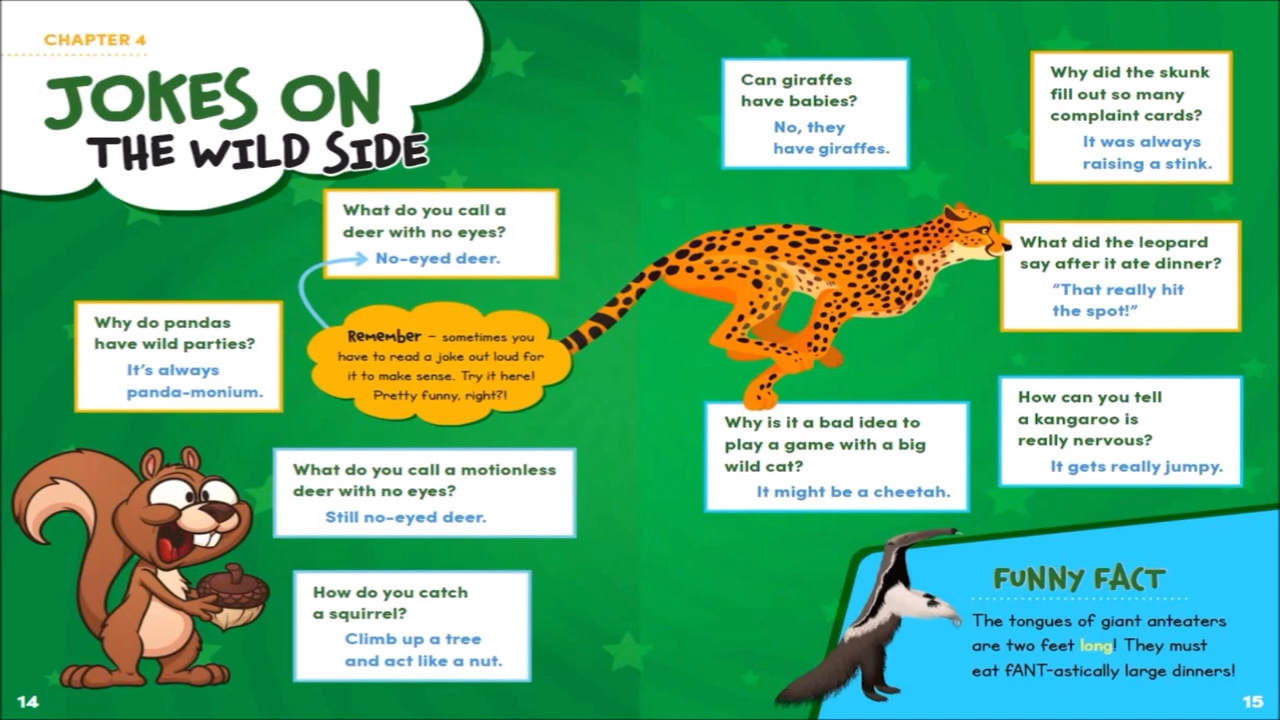 CHAPTER 4
JOKES ON
THE WILD SIDE
What do you call a
deer with no eyes?
No-eyed deer.
Why do pandas
have wild parties?
It's always
panda-monium.
Remember – sometimes you
have to read a joke out loud for
it to make sense. Try it here!
Pretty funny, right?!
What do you call a motionless
deer with no eyes?
Still no-eyed deer.
How do you catch
a squirrel?
Climb up a tree
and act like a nut.
14
Can giraffes
have babies?
No, they
have giraffes.
Why did the skunk
fill out so many
complaint cards?
It was always
raising a stink.
What did the leopard
say after it ate dinner?
“That really hit
the spot!”
Why is it a bad idea to
play a game with a big
wild cat?
It might be a cheetah.
How can you tell
a kangaroo is
really nervous?
It gets really jumpy.
FUNNY FACT
The tongues of giant anteaters
are two feet long! They must
eat fANT-astically large dinners!
15